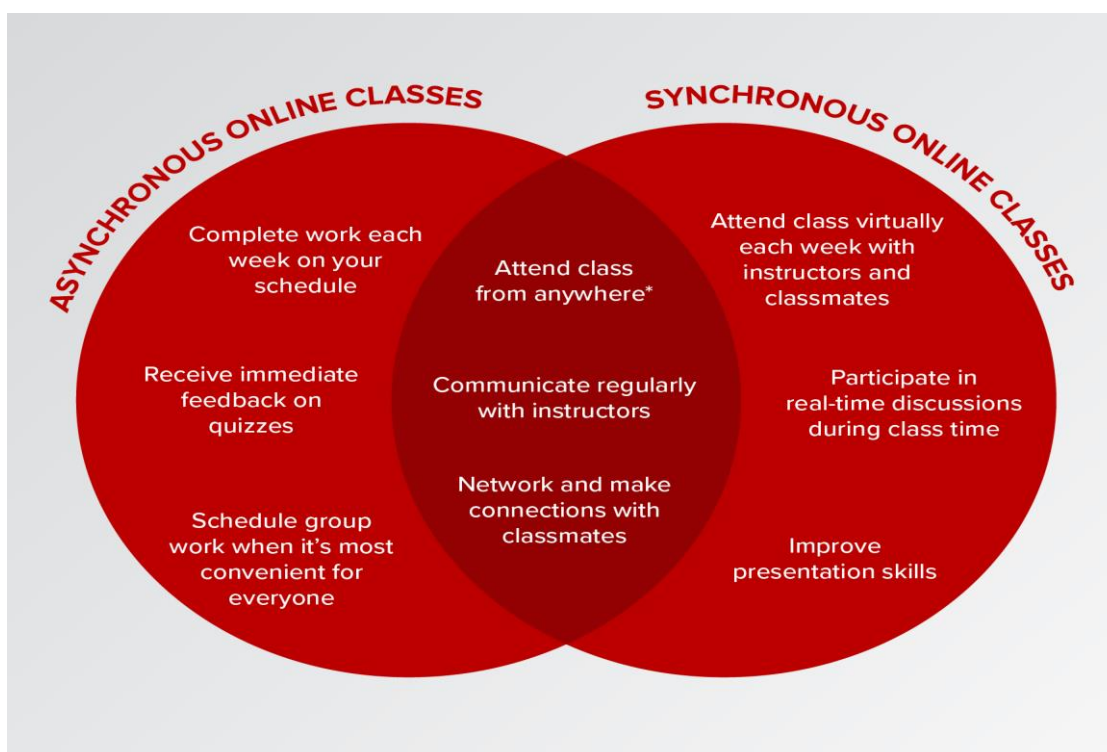 ASYNCHRONOUS ONLINE CLASSES
Complete work each
week on your
schedule
Receive immediate
feedback on
quizzes
Schedule group
work when it's most
convenient for
everyone
Attend class
from anywhere*
Communicate regularly
with instructors
Network and make
connections with
classmates
SYNCHRONOUS ONLINE CLASSES
Attend class virtually
each week with
instructors and
classmates
Participate in
real-time discussions
during class time
Improve
presentation skills